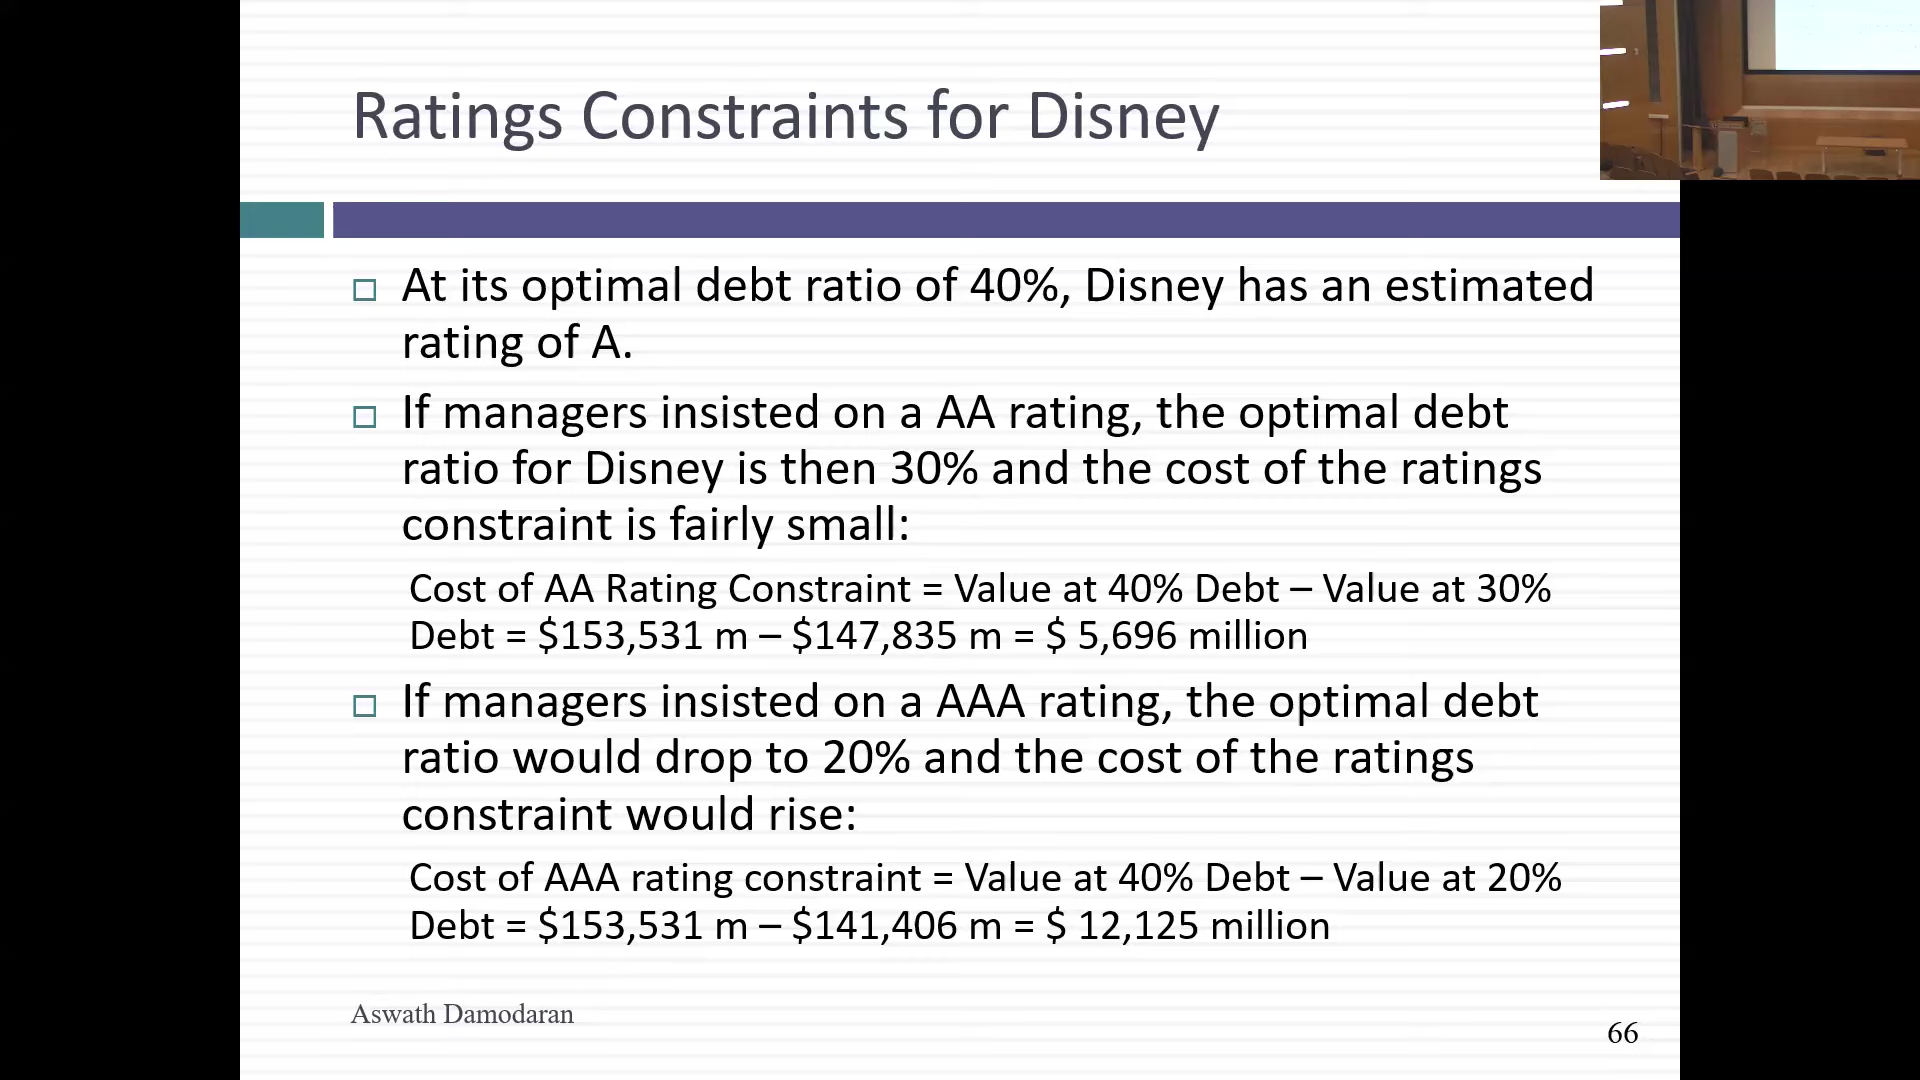 Ratings Constraints for Disney
At its optimal debt ratio of 40%, Disney has an estimated
rating of A.
If managers insisted on a AA rating, the optimal debt
ratio for Disney is then 30% and the cost of the ratings
constraint is fairly small:
Cost of AA Rating Constraint = Value at 40% Debt – Value at 30%
Debt = $153,531 m – $147,835 m = $ 5,696 million
If managers insisted on a AAA rating, the optimal debt
ratio would drop to 20% and the cost of the ratings
constraint would rise:
Cost of AAA rating constraint = Value at 40% Debt – Value at 20%
Debt = $153,531 m – $141,406 m = $ 12,125 million
Aswath Damodaran
66